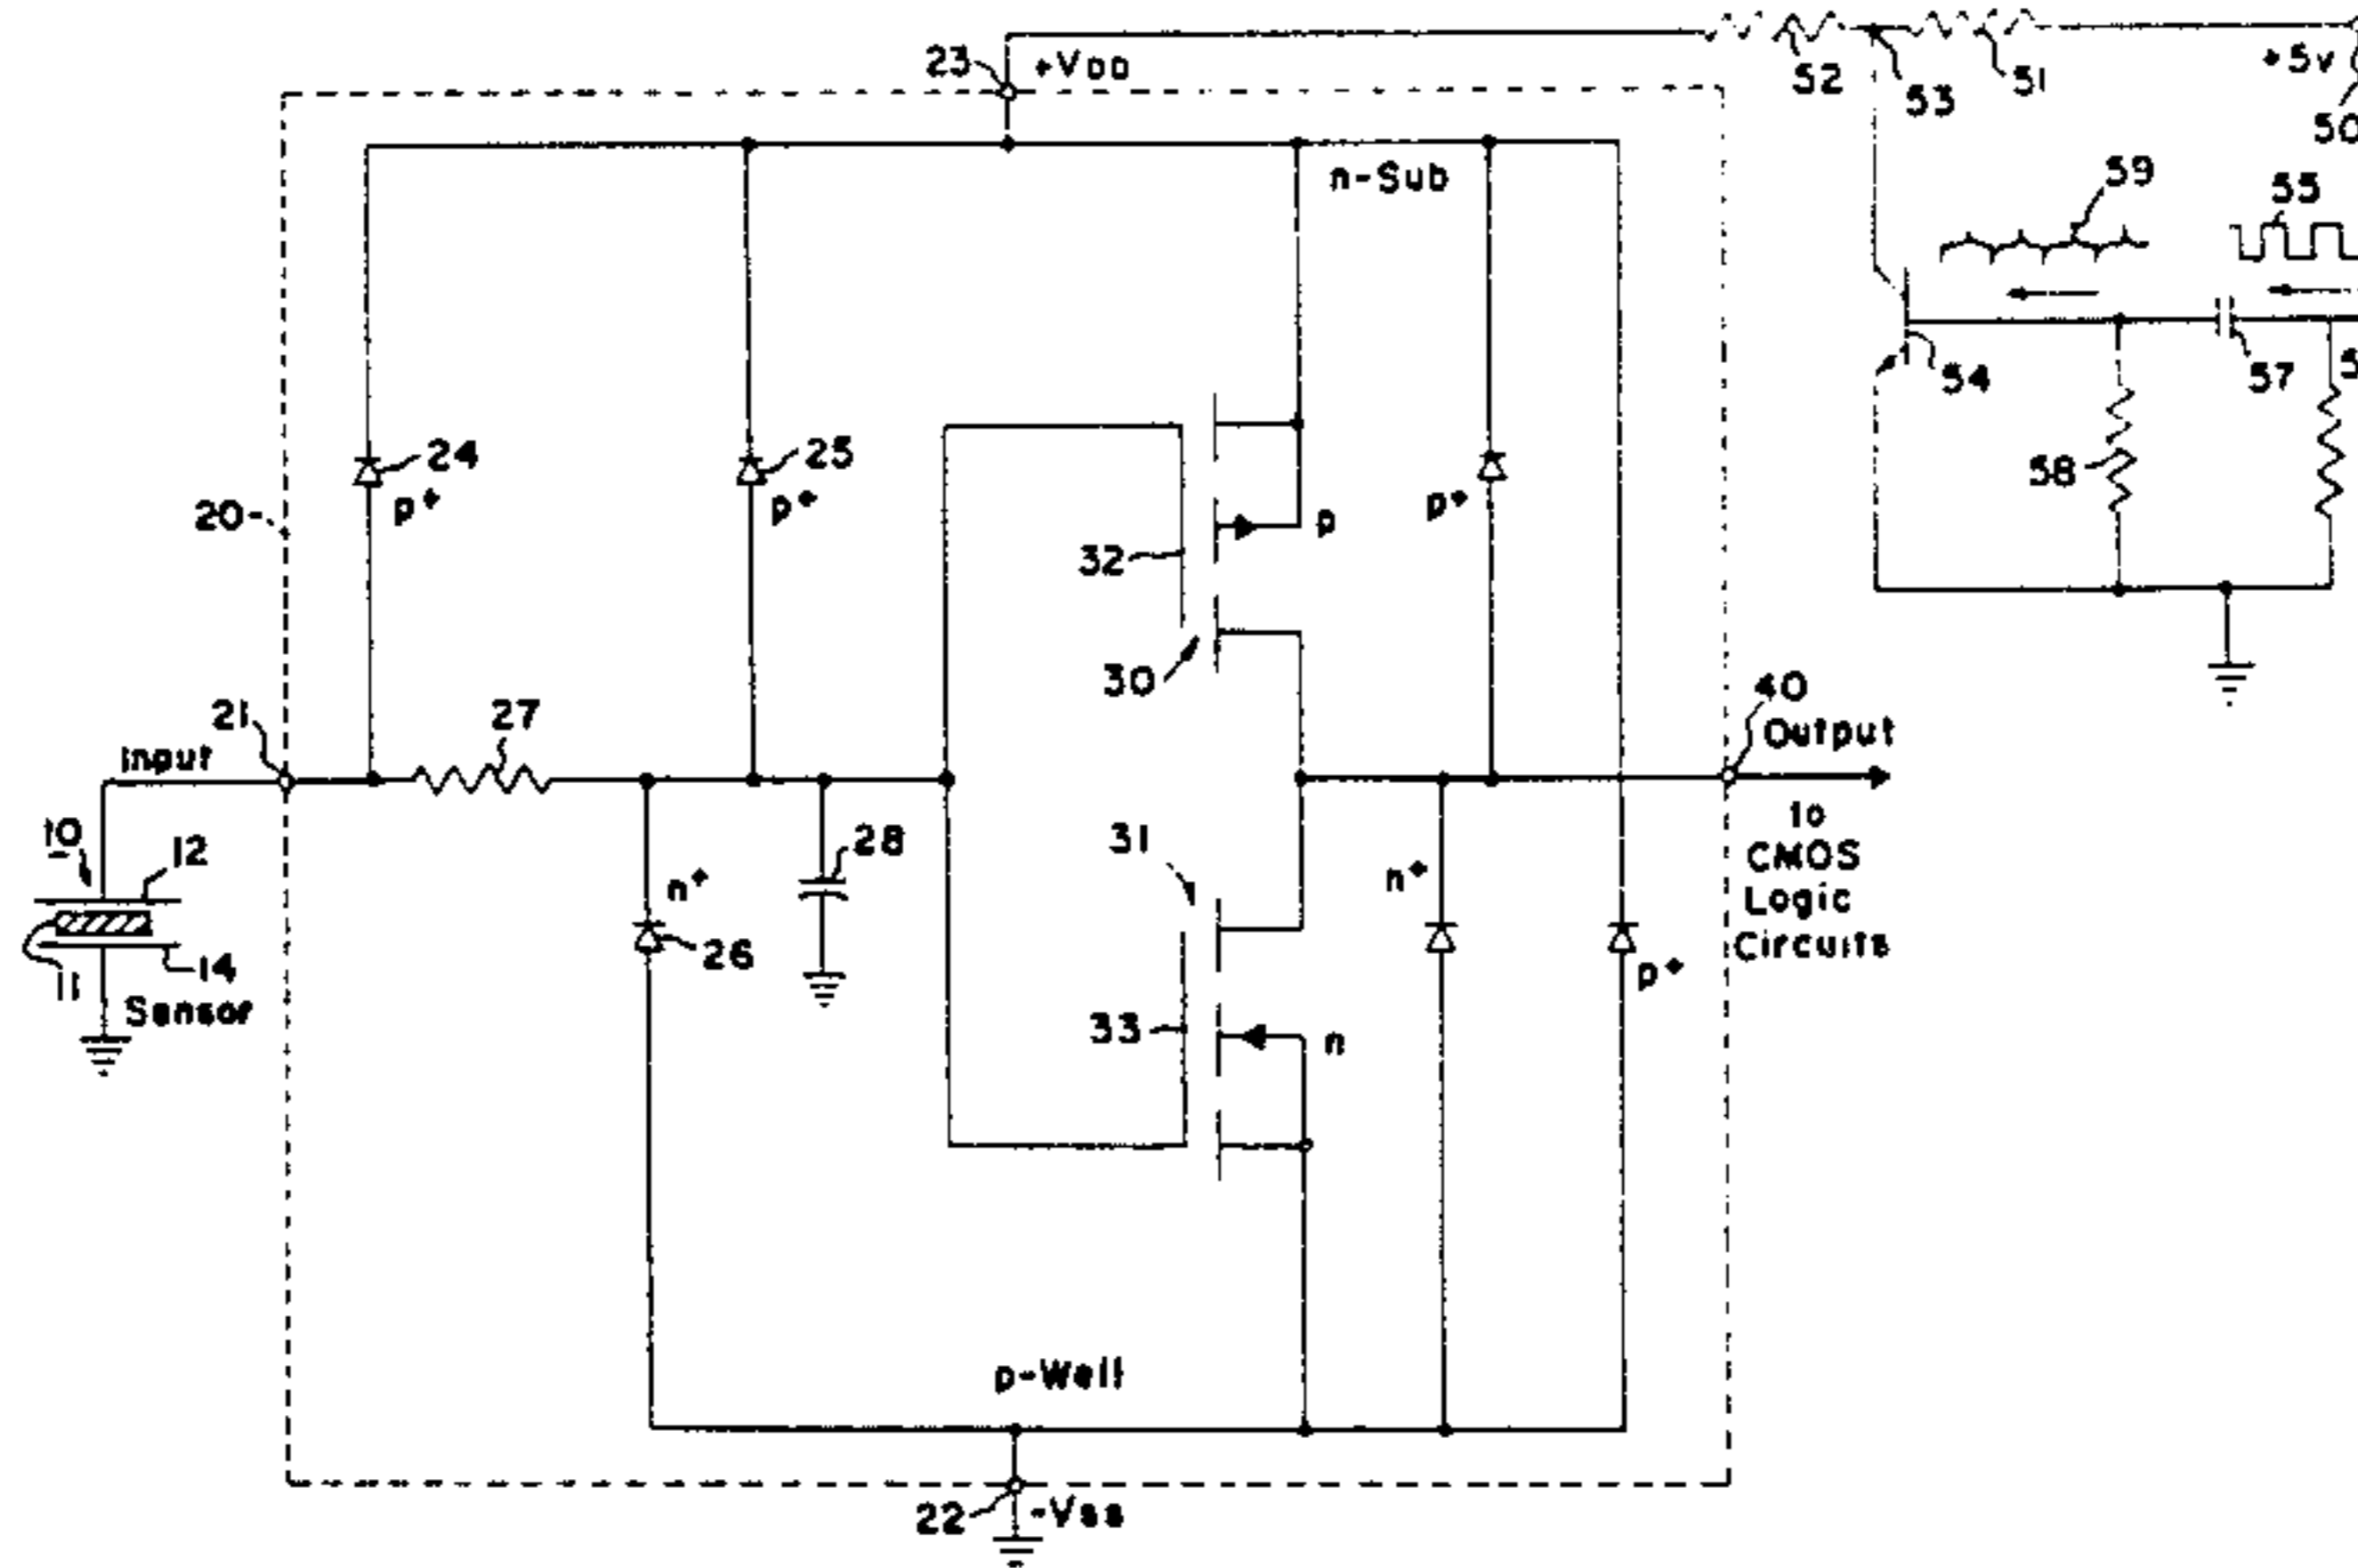 23
+VDD
52
53
51
+5v
50
n-Sub
59
55
24
p+
25
p+
p+
54
57
58
20
32
p
30
21
27
Input
40
Output
10
12
28
n+
26
31
n+
to
CMOS
Logic
Circuits
11
14
Sensor
33
n
p+
p-Well
22
-Vss